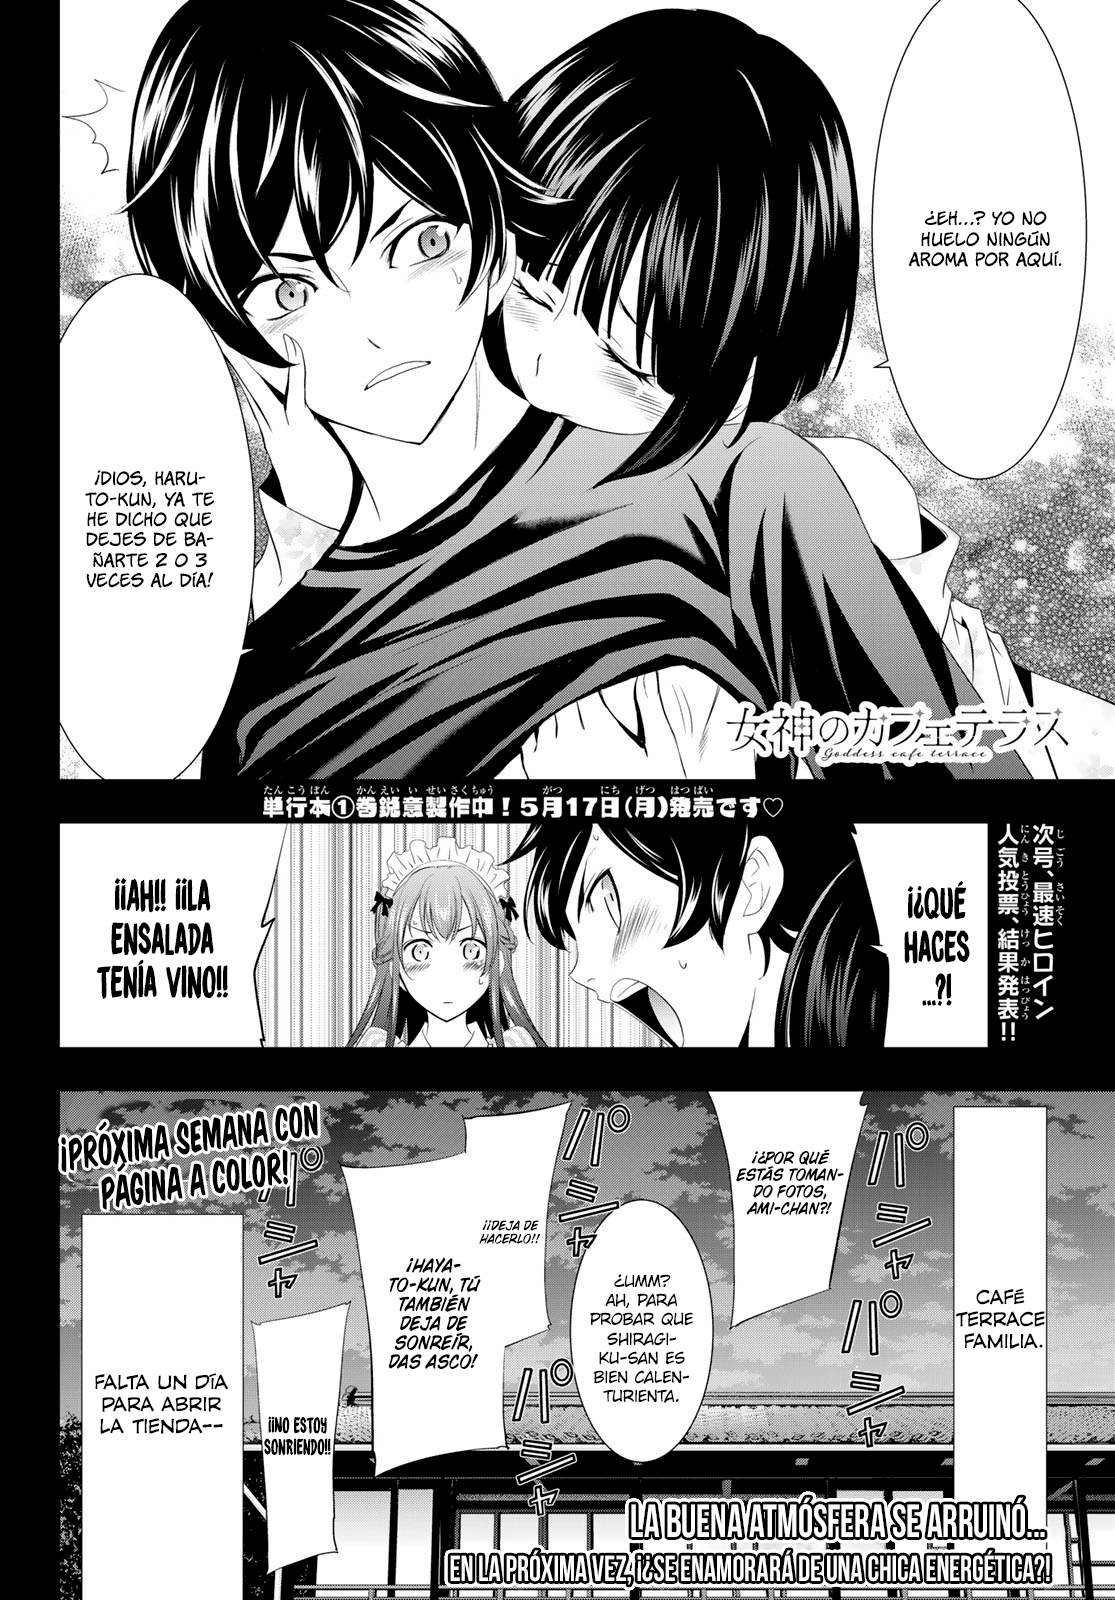 ¿EH...? YO NO
HUELO NINGÚN
AROMA POR AQUÍ.
¡DIOS, HARU-
TO-KUN, YA TE
HE DICHO QUE
DEJES DE BA-
ÑARTE 2 O 3
VECES AL DÍA!
女神のカフェテラス
Goddess cafe terrace
単行本①巻鋭意製作中!5月17日(月)発売です♡
次号、最速ヒロイン
人気投票、結果発表!!
¡¿¿QUÉ
HACES
...?!
¡¡AH!! ¡¡LA
ENSALADA
TENÍA VINO!!
CAFÉ
TERRACE
FAMILIA.
¡¿¿POR QUÉ
ESTÁS TOMAN-
DO FOTOS,
AMI-CHAN?!
パシャ
パシャ
¿UMM?
AH, PARA
PROBAR QUE
SHIRAGI-
KU-SAN ES
BIEN CALEN-
TURIENTA.
¡¡DEJA DE
HACERLO!!
¡HAYA-
TO-KUN, TÚ
TAMBIÉN
DEJA DE
SONREÍR,
DAS ASCO!
パシャ
¡¡NO ESTOY
SONRIENDO!!
¡PRÓXIMA SEMANA CON
PÁGINA A COLOR!
FALTA UN DÍA
PARA ABRIR
LA TIENDA--
LA BUENA ATMÓSFERA SE ARRUINÓ...
EN LA PRÓXIMA VEZ, ¡¿SE ENAMORARÁ DE UNA CHICA ENERGÉTICA?!